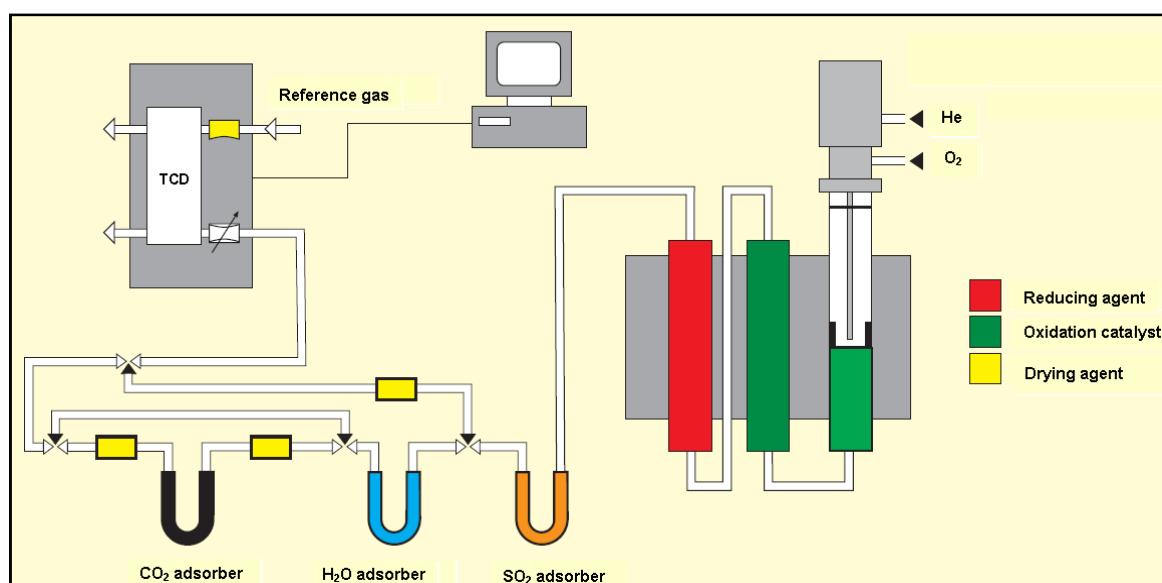 Reference gas
TCD
He
O₂
Reducing agent
Oxidation catalyst
Drying agent
CO₂ adsorber
H₂O adsorber
SO₂ adsorber